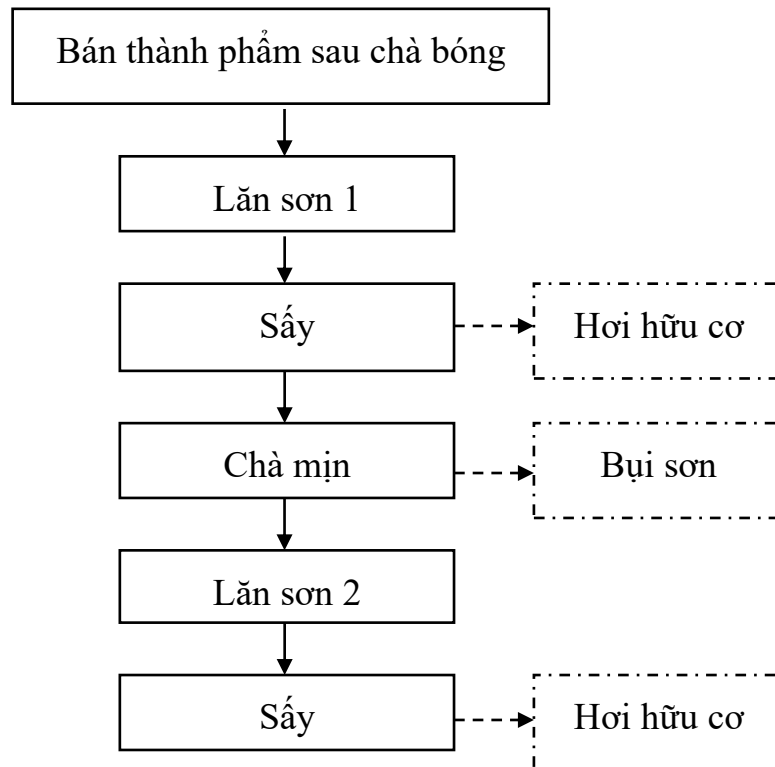 Bán thành phẩm sau chà bóng
Lăn sơn 1
Sấy
Hơi hữu cơ
Chà mịn
Bụi sơn
Lăn sơn 2
Sấy
Hơi hữu cơ